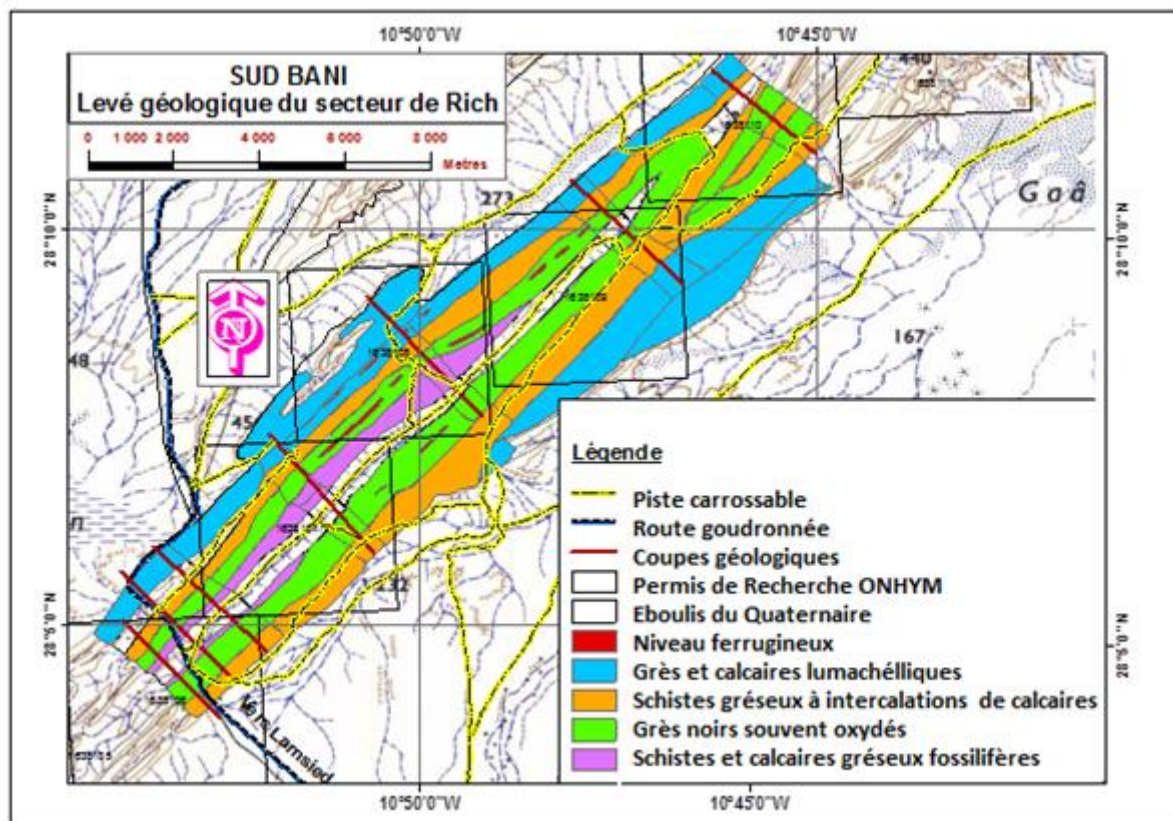 10°50'0"W
10°45'0"W
SUD BANI
Levé géologique du secteur de Rich
0 1 000 2 000 4 000 6 000 8 000
Metres
440
273
28°10'0"N
28°10'0"N
Gaâ
N
167
48
45
232
28°5'0"N
28°5'0"N
Vers Lamsied
Légende
Piste carrossable
Route goudronnée
Coupes géologiques
Permis de Recherche ONHYM
Eboulis du Quaternaire
Niveau ferrugineux
Grès et calcaires lumachélliques
Schistes gréseux à intercalations de calcaires
Grès noirs souvent oxydés
Schistes et calcaires gréseux fossilifères
10°50'0"W
10°45'0"W